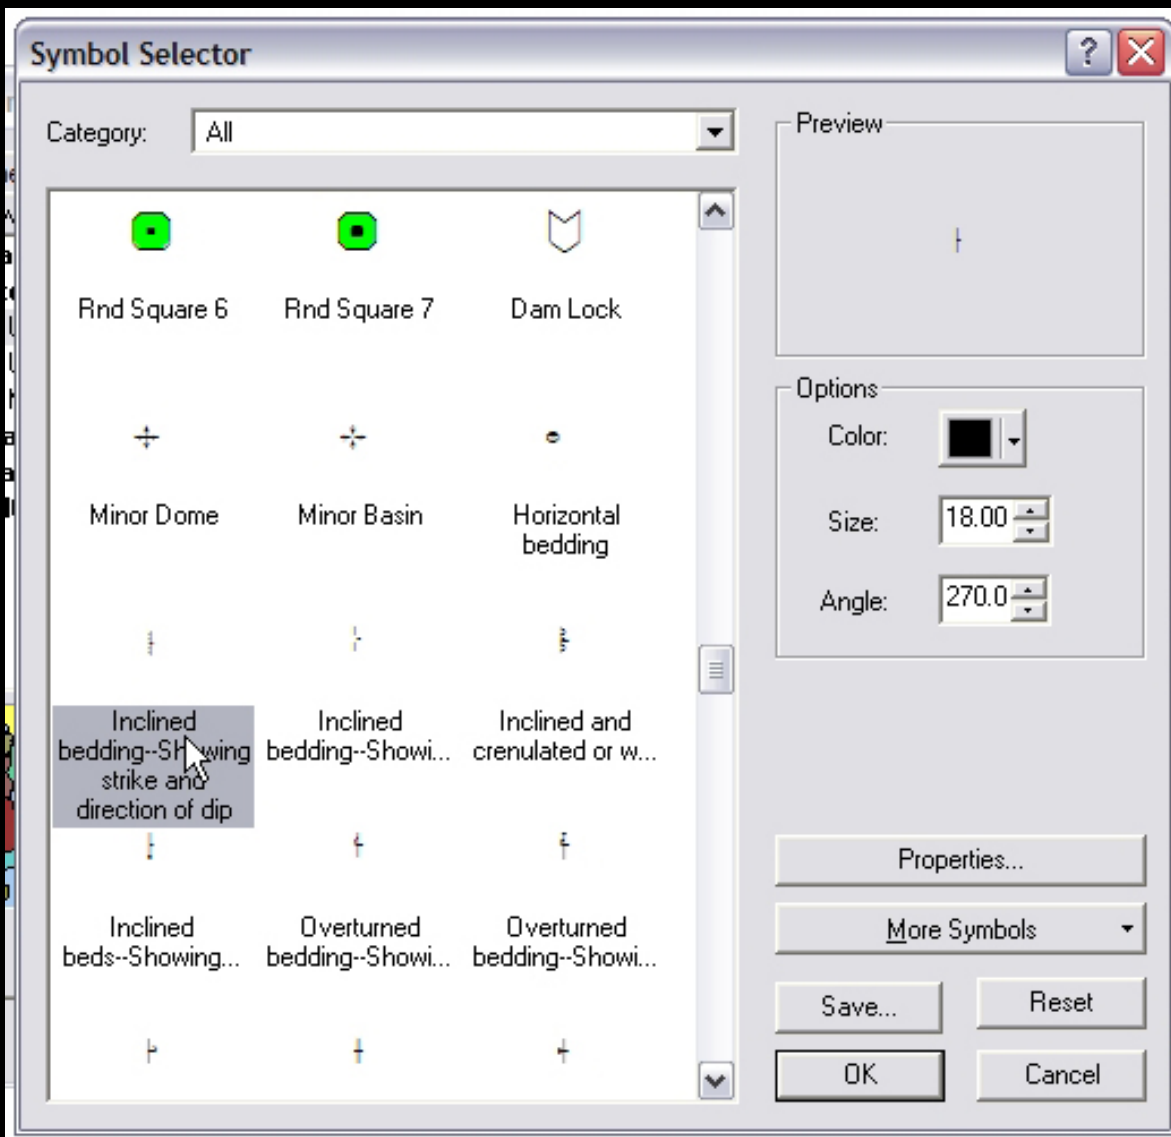 Symbol Selector
Category:
All
Preview
Rnd Square 6
Rnd Square 7
Dam Lock
Options
Color:
Size:
18.00
Angle:
270.0
Minor Dome
Minor Basin
Horizontal
bedding
Inclined
bedding--Showing
strike and
direction of dip
Inclined
bedding--Showi...
Inclined and
crenulated or w...
Inclined
beds--Showing...
Overturned
bedding--Showi...
Overturned
bedding--Showi...
Properties...
More Symbols
Save...
Reset
OK
Cancel